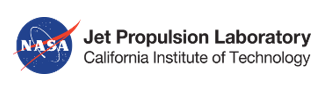 NASA
Jet Propulsion Laboratory
California Institute of Technology